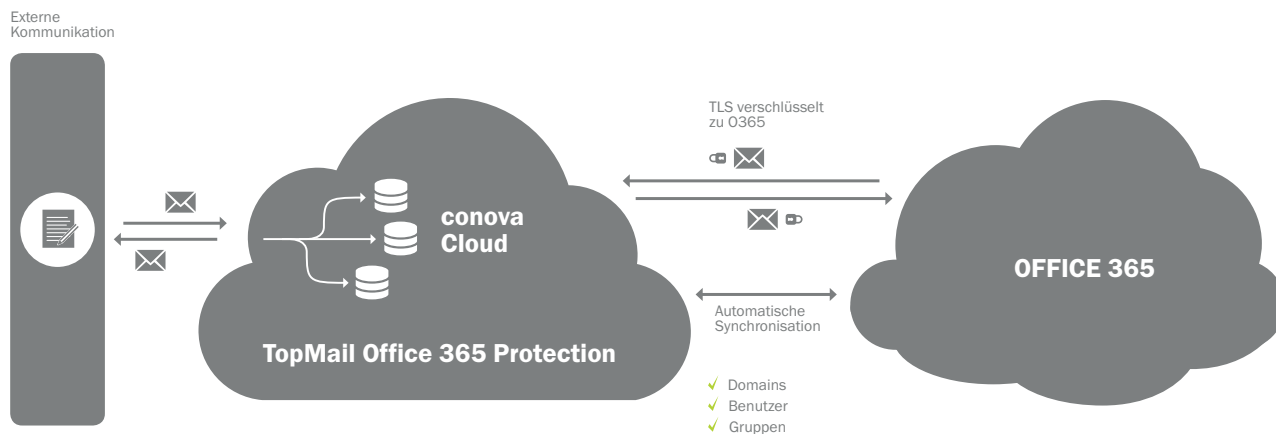 Externe
Kommunikation
TLS verschlüsselt
zu O365
conova
Cloud
TopMail Office 365 Protection
OFFICE 365
Automatische
Synchronisation
Domains
Benutzer
Gruppen